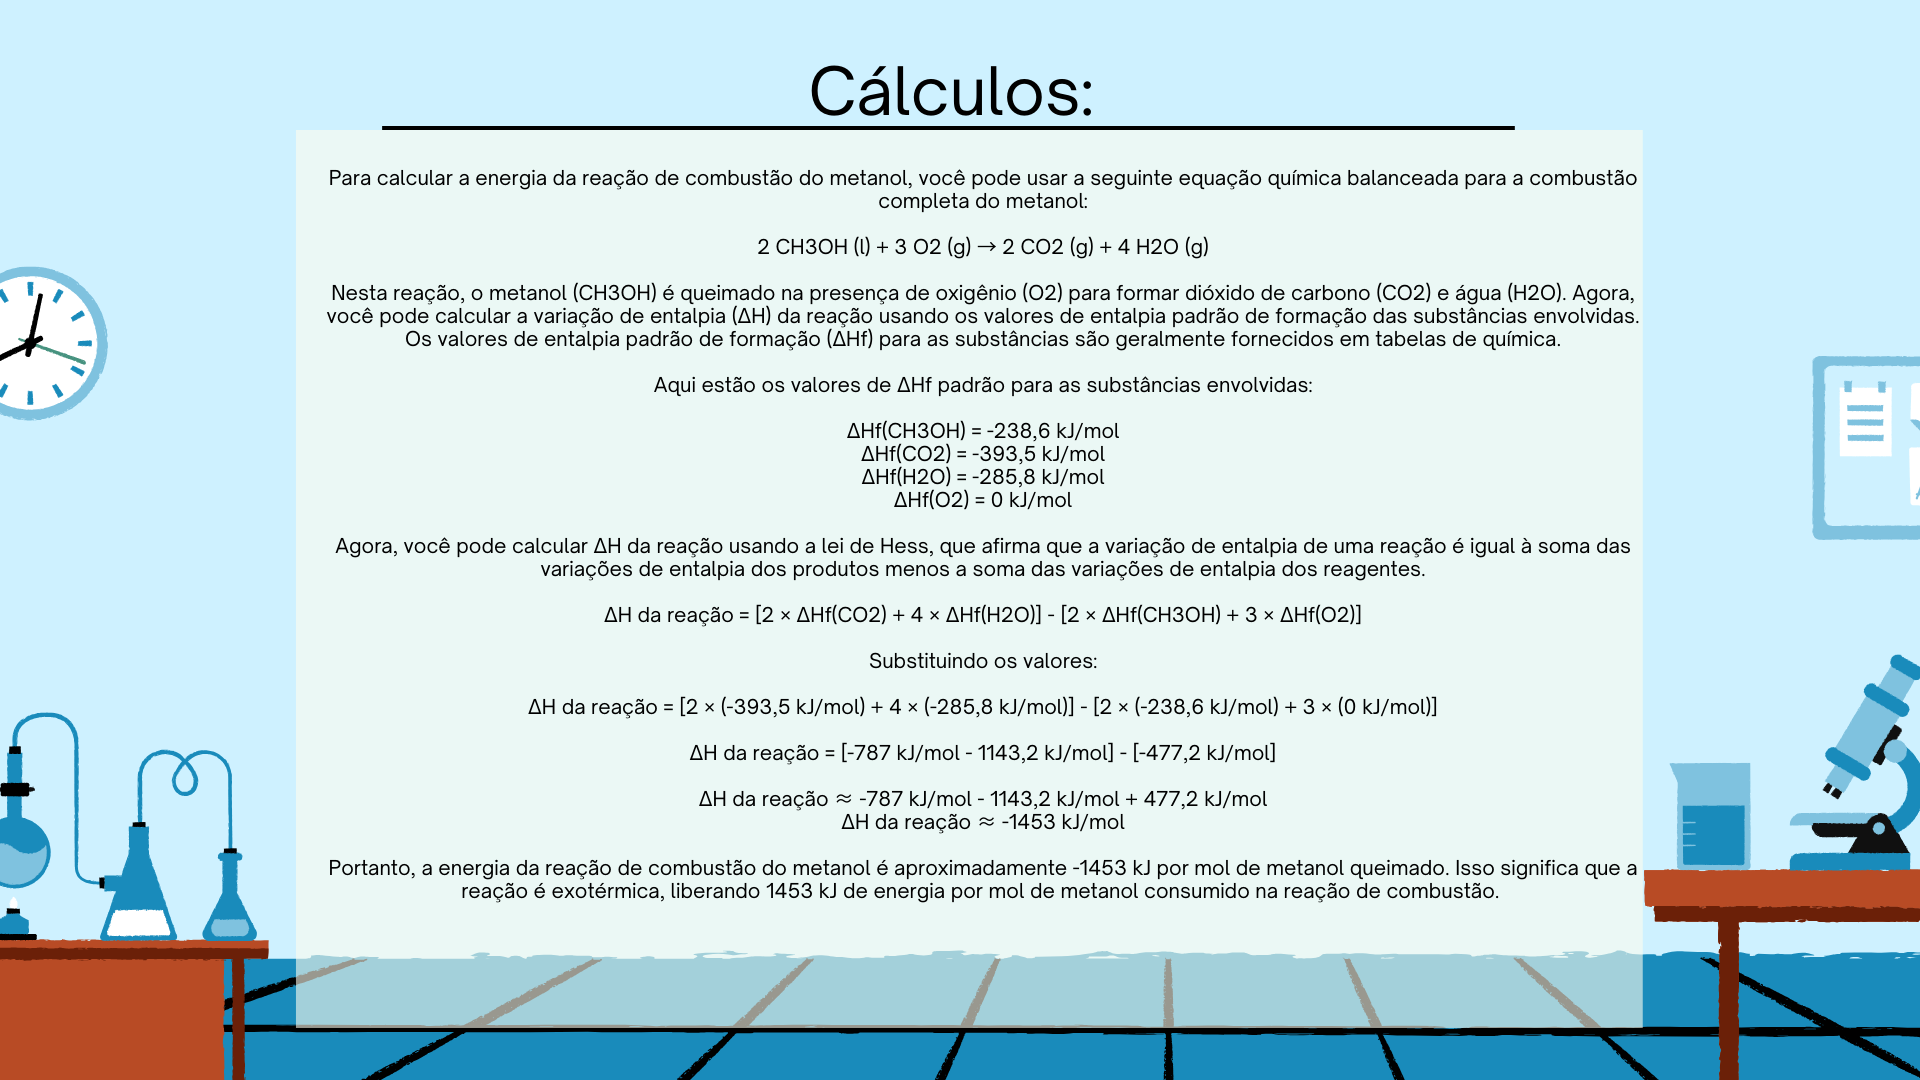 Cálculos:
Para calcular a energia da reação de combustão do metanol, você pode usar a seguinte equação química balanceada para a combustão
completa do metanol:
2 CH3OH (l) + 3 O2 (g) → 2 CO2 (g) + 4 H2O (g)
Nesta reação, o metanol (CH3OH) é queimado na presença de oxigênio (O2) para formar dióxido de carbono (CO2) e água (H2O). Agora,
você pode calcular a variação de entalpia (ΔH) da reação usando os valores de entalpia padrão de formação das substâncias envolvidas.
Os valores de entalpia padrão de formação (ΔHf) para as substâncias são geralmente fornecidos em tabelas de química.
Aqui estão os valores de ΔHf padrão para as substâncias envolvidas:
ΔHf(CH3OH) = -238,6 kJ/mol
ΔHf(CO2) = -393,5 kJ/mol
ΔHf(H2O) = -285,8 kJ/mol
ΔHf(O2) = 0 kJ/mol
Agora, você pode calcular ΔH da reação usando a lei de Hess, que afirma que a variação de entalpia de uma reação é igual à soma das
variações de entalpia dos produtos menos a soma das variações de entalpia dos reagentes.
ΔH da reação = [2 × ΔHf(CO2) + 4 × ΔHf(H2O)] - [2 × ΔHf(CH3OH) + 3 × ΔHf(O2)]
Substituindo os valores:
ΔH da reação = [2 × (-393,5 kJ/mol) + 4 × (-285,8 kJ/mol)] - [2 × (-238,6 kJ/mol) + 3 × (0 kJ/mol)]
ΔH da reação = [-787 kJ/mol - 1143,2 kJ/mol] - [-477,2 kJ/mol]
ΔH da reação ≈ -787 kJ/mol - 1143,2 kJ/mol + 477,2 kJ/mol
ΔH da reação ≈ -1453 kJ/mol
Portanto, a energia da reação de combustão do metanol é aproximadamente -1453 kJ por mol de metanol queimado. Isso significa que a
reação é exotérmica, liberando 1453 kJ de energia por mol de metanol consumido na reação de combustão.